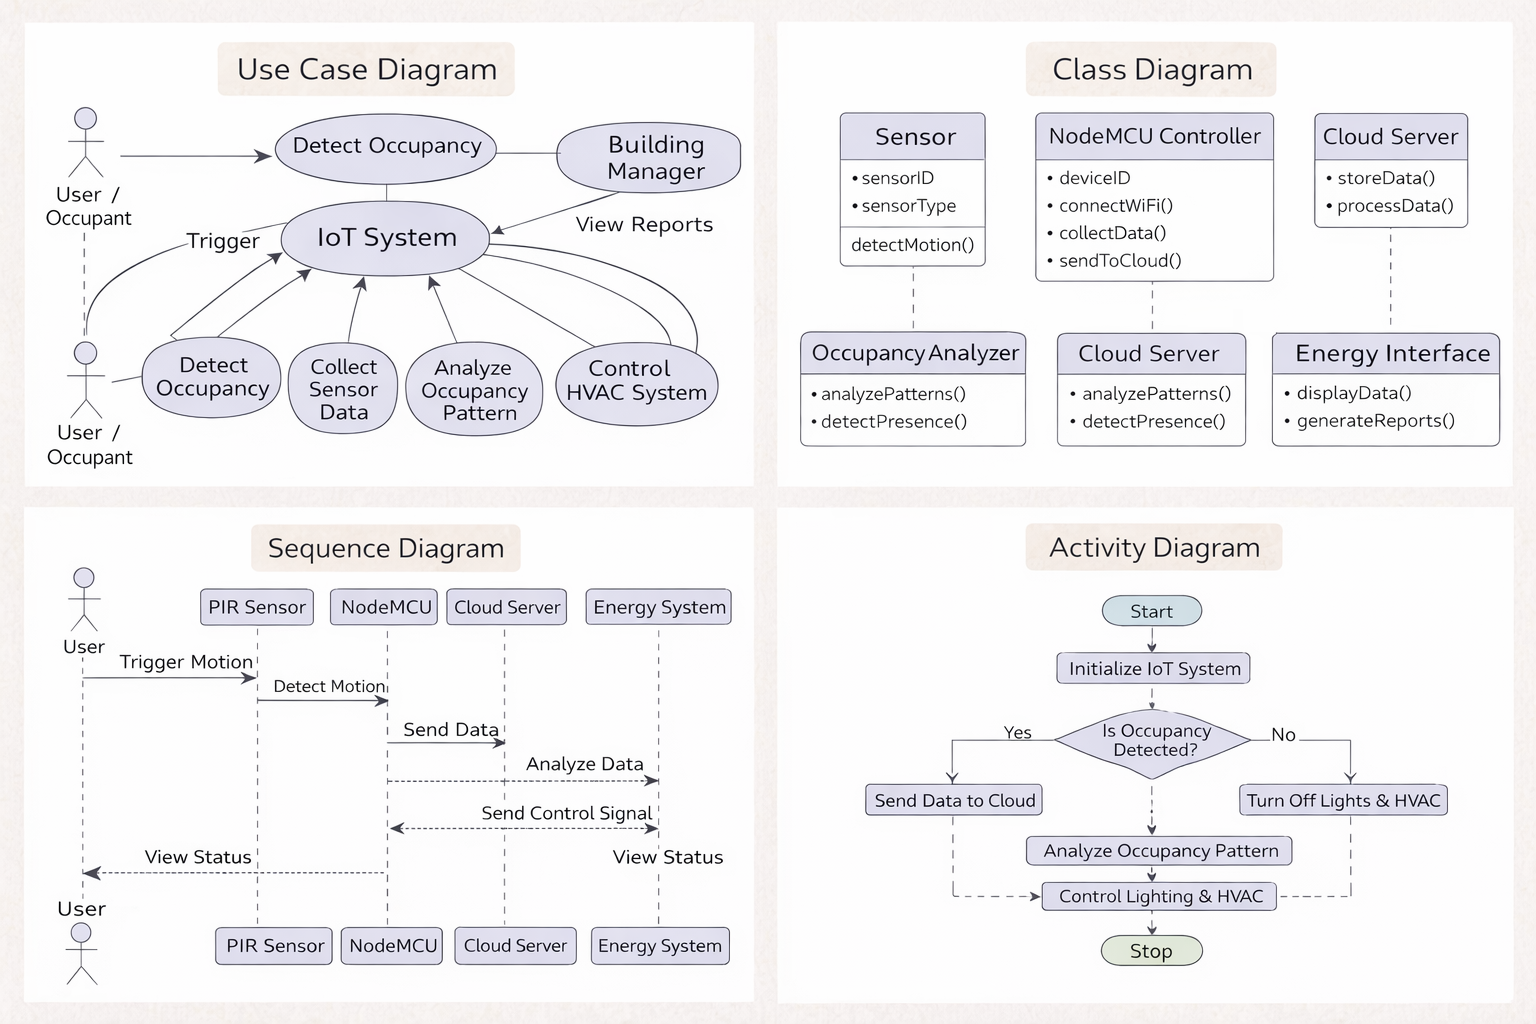 Use Case Diagram
User /
Occupant
Detect Occupancy
Building
Manager
Trigger
IoT System
View Reports
Detect
Occupancy
Collect
Sensor
Data
Analyze
Occupancy
Pattern
Control
HVAC System
User /
Occupant
Class Diagram
Sensor
• sensorID
• sensorType
detectMotion()
NodeMCU Controller
• deviceID
• connectWiFi()
• collectData()
• sendToCloud()
Cloud Server
• storeData()
• processData()
Occupancy Analyzer
• analyzePatterns()
• detectPresence()
Cloud Server
• analyzePatterns()
• detectPresence()
Energy Interface
• displayData()
• generateReports()
Sequence Diagram
User
PIR Sensor
NodeMCU
Cloud Server
Energy System
Trigger Motion
Detect Motion
Send Data
Analyze Data
Send Control Signal
View Status
View Status
User
PIR Sensor
NodeMCU
Cloud Server
Energy System
Activity Diagram
Start
Initialize IoT System
Is Occupancy
Detected?
Yes
No
Send Data to Cloud
Turn Off Lights & HVAC
Analyze Occupancy Pattern
Control Lighting & HVAC
Stop